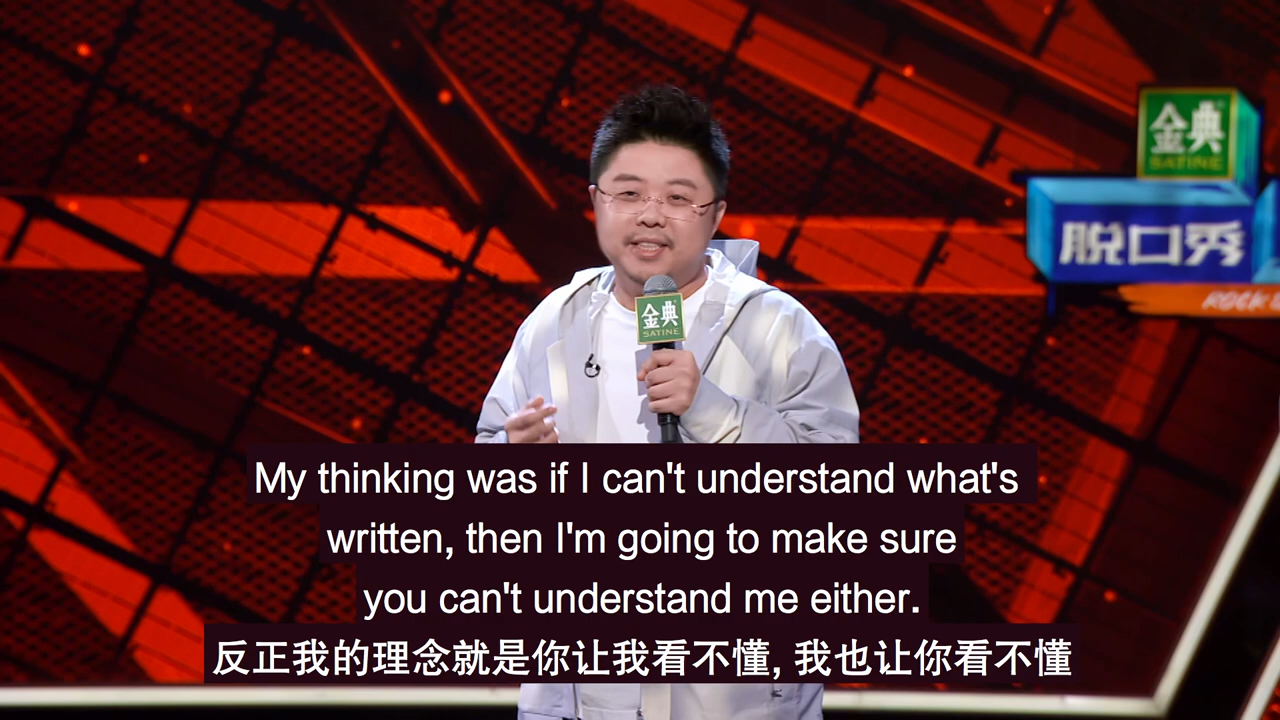 金典
SATINE
脱口秀
ROCK
金典
SATINE
My thinking was if I can't understand what's
written, then I'm going to make sure
you can't understand me either.
反正我的理念就是你让我看不懂, 我也让你看不懂